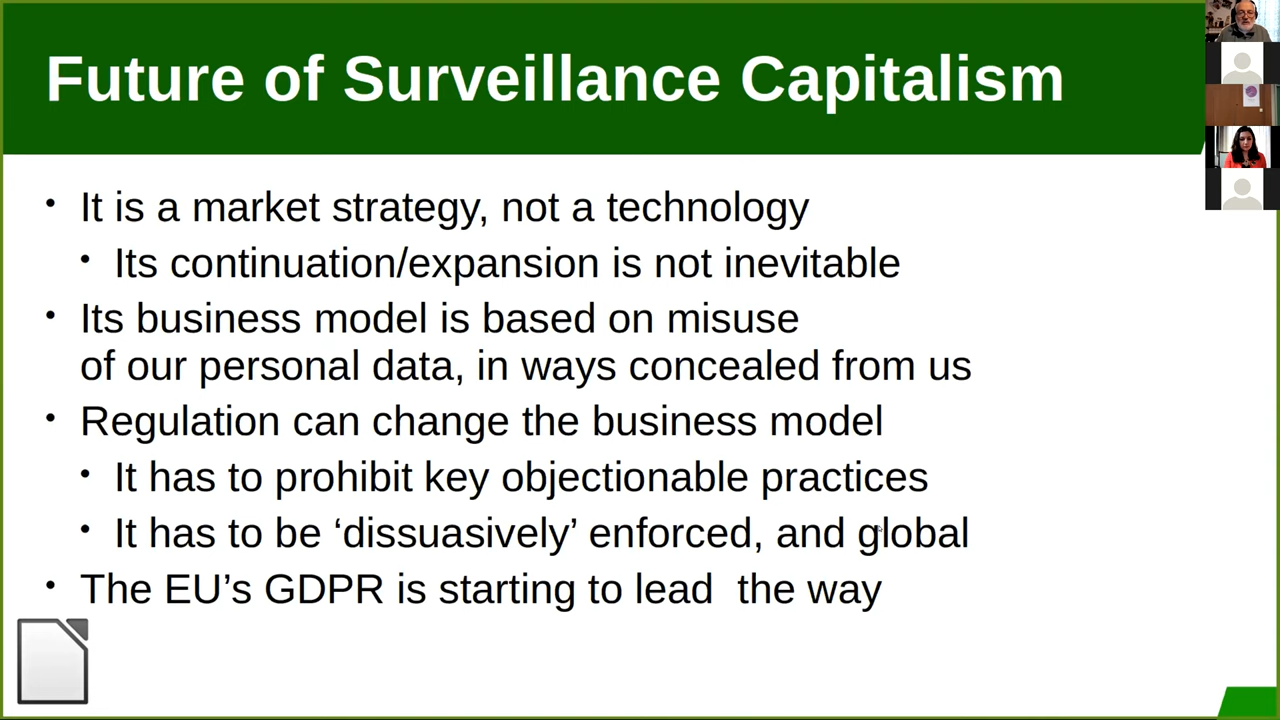 Future of Surveillance Capitalism
• It is a market strategy, not a technology
• Its continuation/expansion is not inevitable
• Its business model is based on misuse
of our personal data, in ways concealed from us
• Regulation can change the business model
• It has to prohibit key objectionable practices
• It has to be ‘dissuasively’ enforced, and global
• The EU’s GDPR is starting to lead  the way